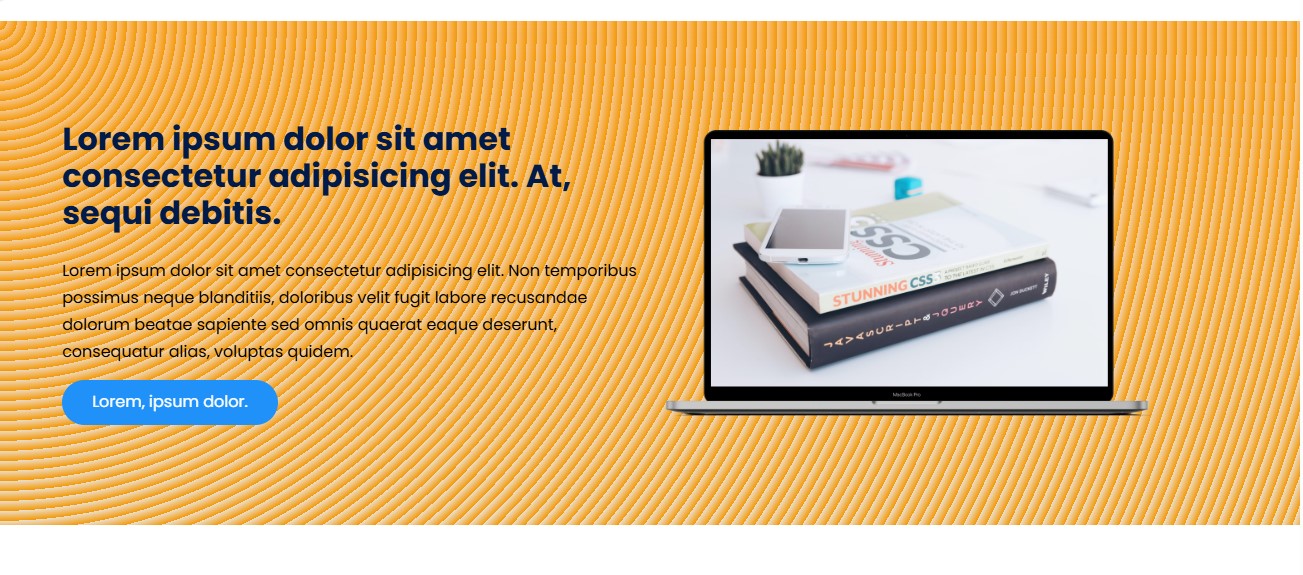 Lorem ipsum dolor sit amet
consectetur adipisicing elit. At,
sequi debitis.
Lorem ipsum dolor sit amet consectetur adipisicing elit. Non temporibus
possimus neque blanditiis, doloribus velit fugit labore recusandae
dolorum beatae sapiente sed omnis quaerat eaque deserunt,
consequatur alias, voluptas quidem.
Lorem, ipsum dolor.
CSS
Stunning
STUNNING CSS
JAVASCRIPT & JQUERY
JON DUCKETT
WILEY
MacBook Pro